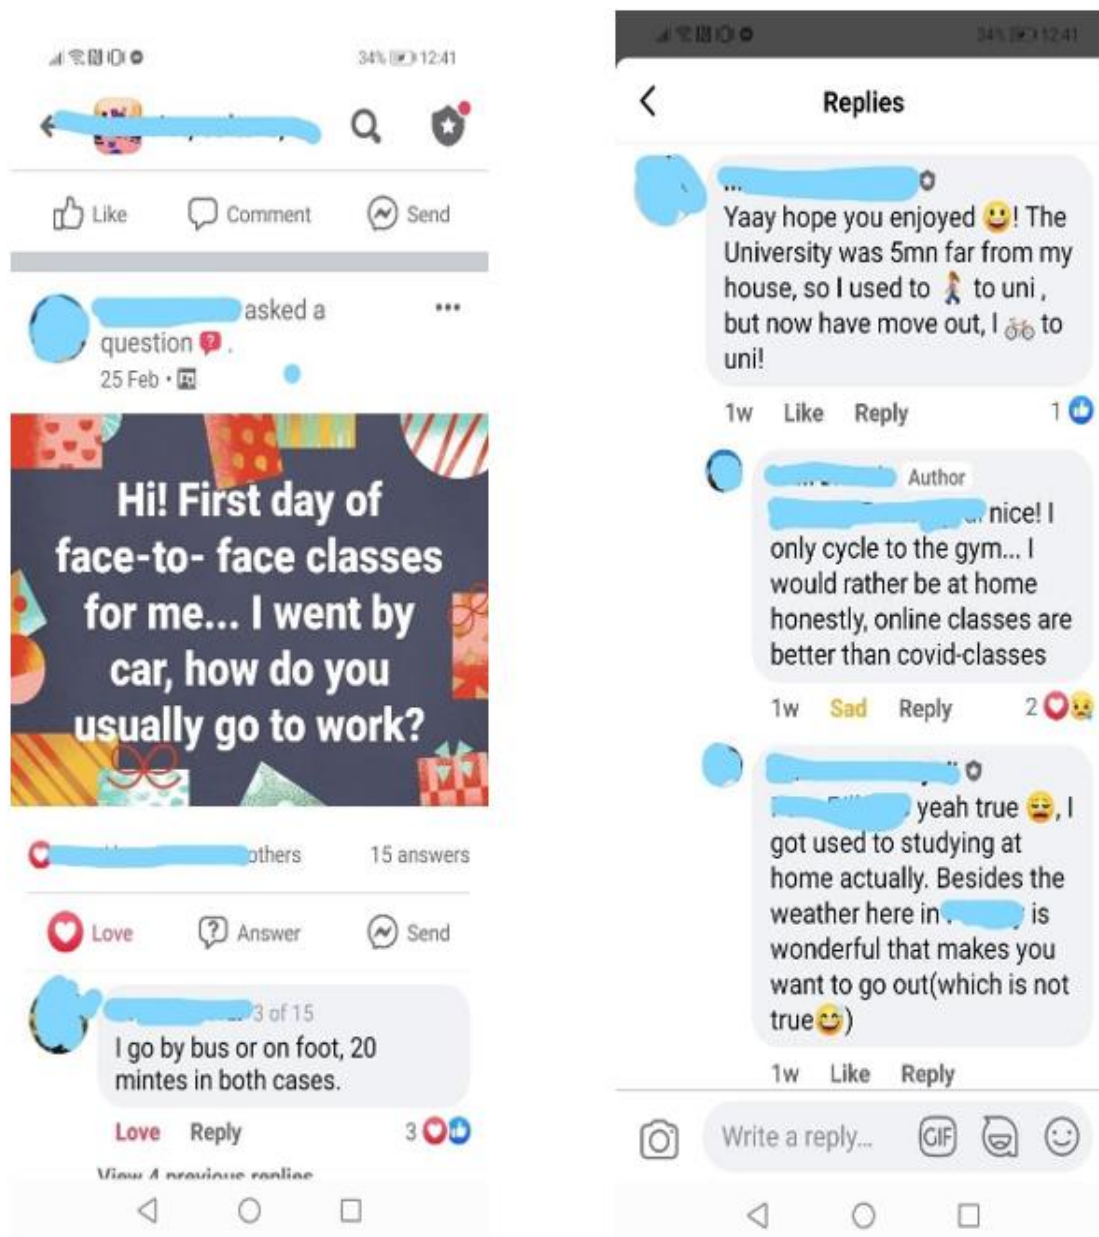 34% 12:41
Like Comment Send
asked a
question
25 Feb
Hi! First day of
face-to- face classes
for me... I went by
car, how do you
usually go to work?
others 15 answers
Love Answer Send
3 of 15
I go by bus or on foot, 20
mintes in both cases.
Love Reply 3
View 4 previous replies
34% 12:41
Replies
Yaay hope you enjoyed 😃! The
University was 5mn far from my
house, so I used to 🚶‍♀️ to uni ,
but now have move out, I 🚲 to
uni!
1w Like Reply 1
Author
nice! I
only cycle to the gym... I
would rather be at home
honestly, online classes are
better than covid-classes
1w Sad Reply 2
yeah true 😩, I
got used to studying at
home actually. Besides the
weather here in is
wonderful that makes you
want to go out(which is not
true😅)
1w Like Reply
Write a reply... GIF